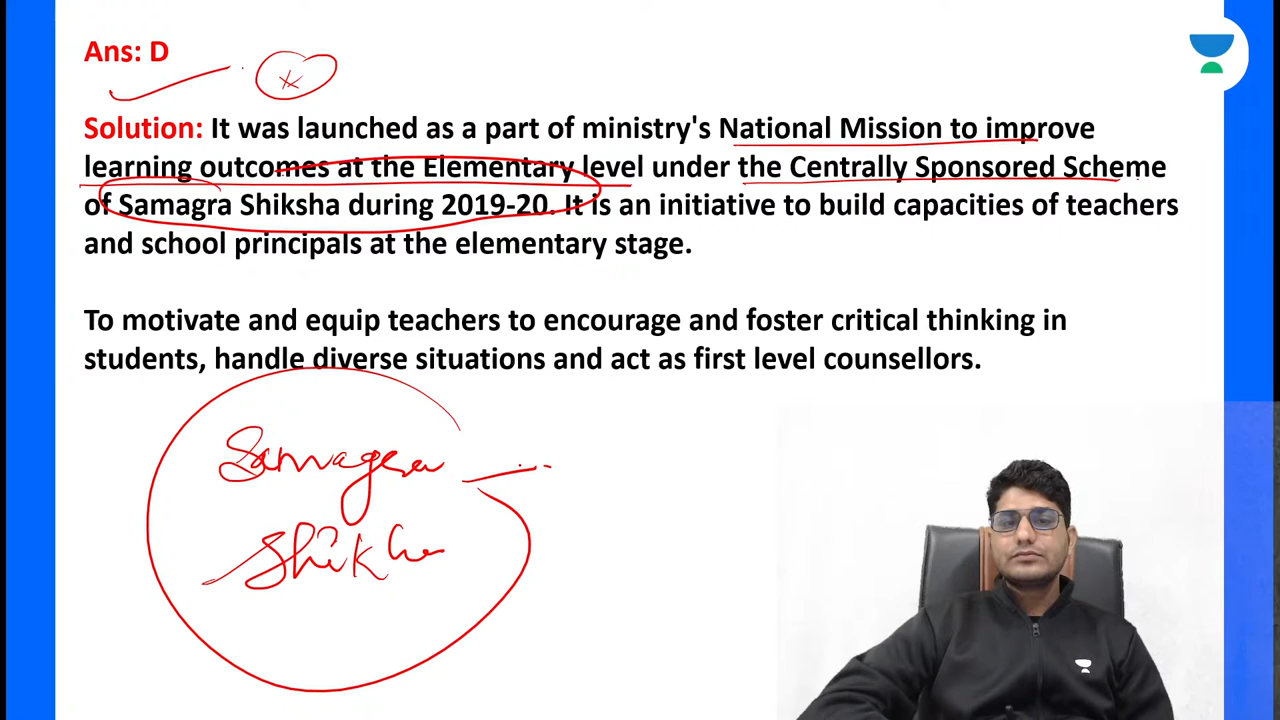 Ans: D
Solution: It was launched as a part of ministry's National Mission to improve
learning outcomes at the Elementary level under the Centrally Sponsored Scheme
of Samagra Shiksha during 2019-20. It is an initiative to build capacities of teachers
and school principals at the elementary stage.
To motivate and equip teachers to encourage and foster critical thinking in
students, handle diverse situations and act as first level counsellors.
Samagra
Shiksha